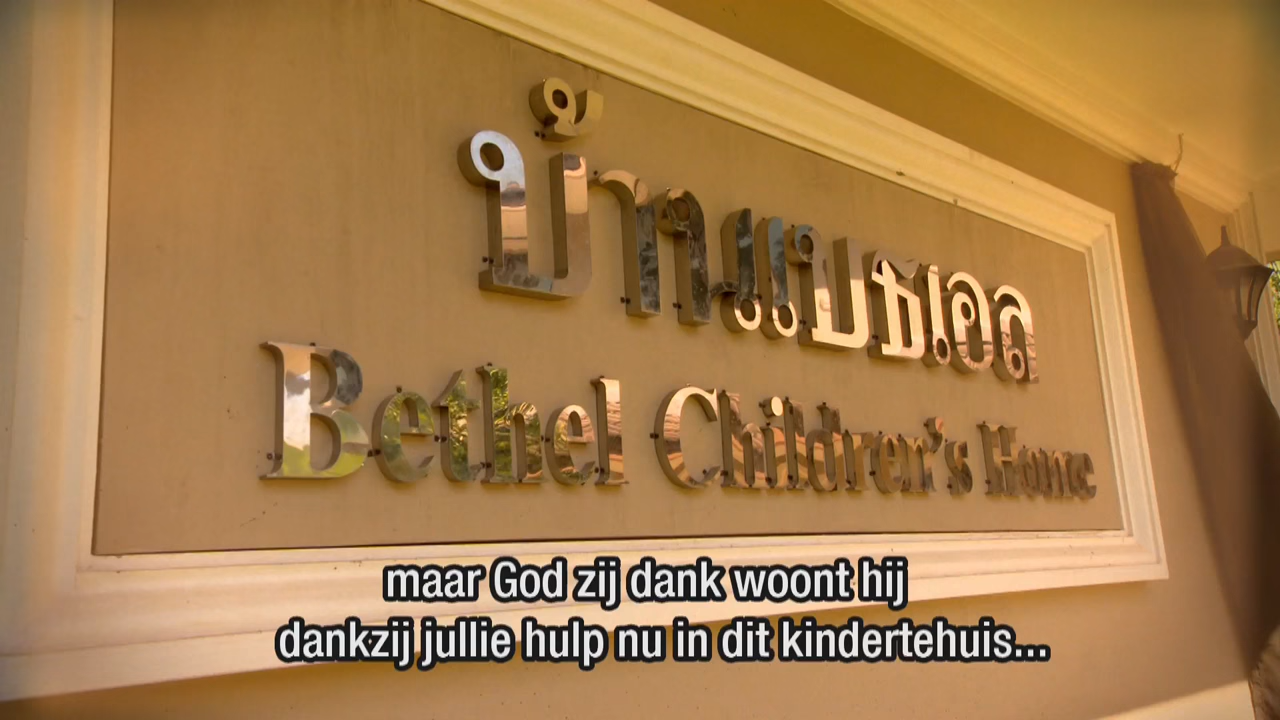 บ้านเบธเอล
Bethel Children's Home
maar God zij dank woont hij
dankzij jullie hulp nu in dit kindertehuis...